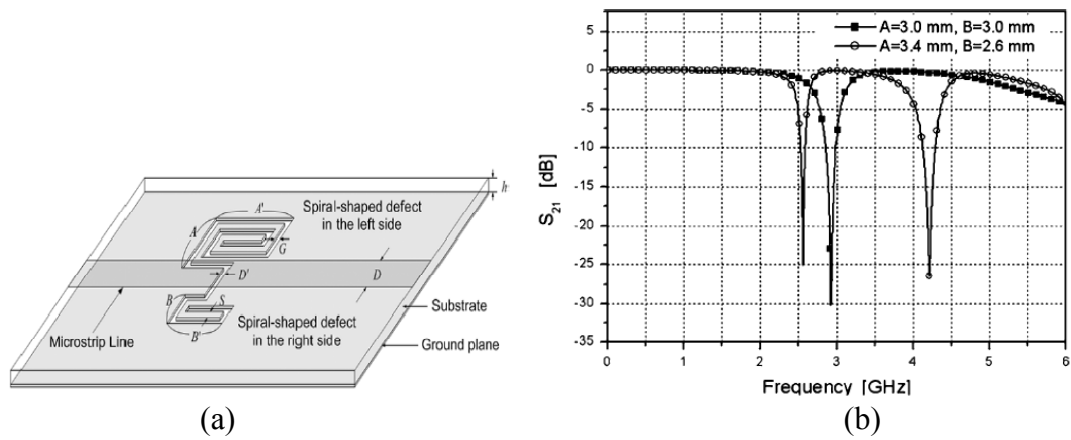 h
A'
Spiral-shaped defect
in the left side
A
G
D'
D
B
S
Substrate
Spiral-shaped defect
in the right side
B'
Microstrip Line
Ground plane
(a)
A=3.0 mm, B=3.0 mm
A=3.4 mm, B=2.6 mm
5
0
-5
-10
-15
-20
-25
-30
-35
S21 [dB]
0 1 2 3 4 5 6
Frequency [GHz]
(b)